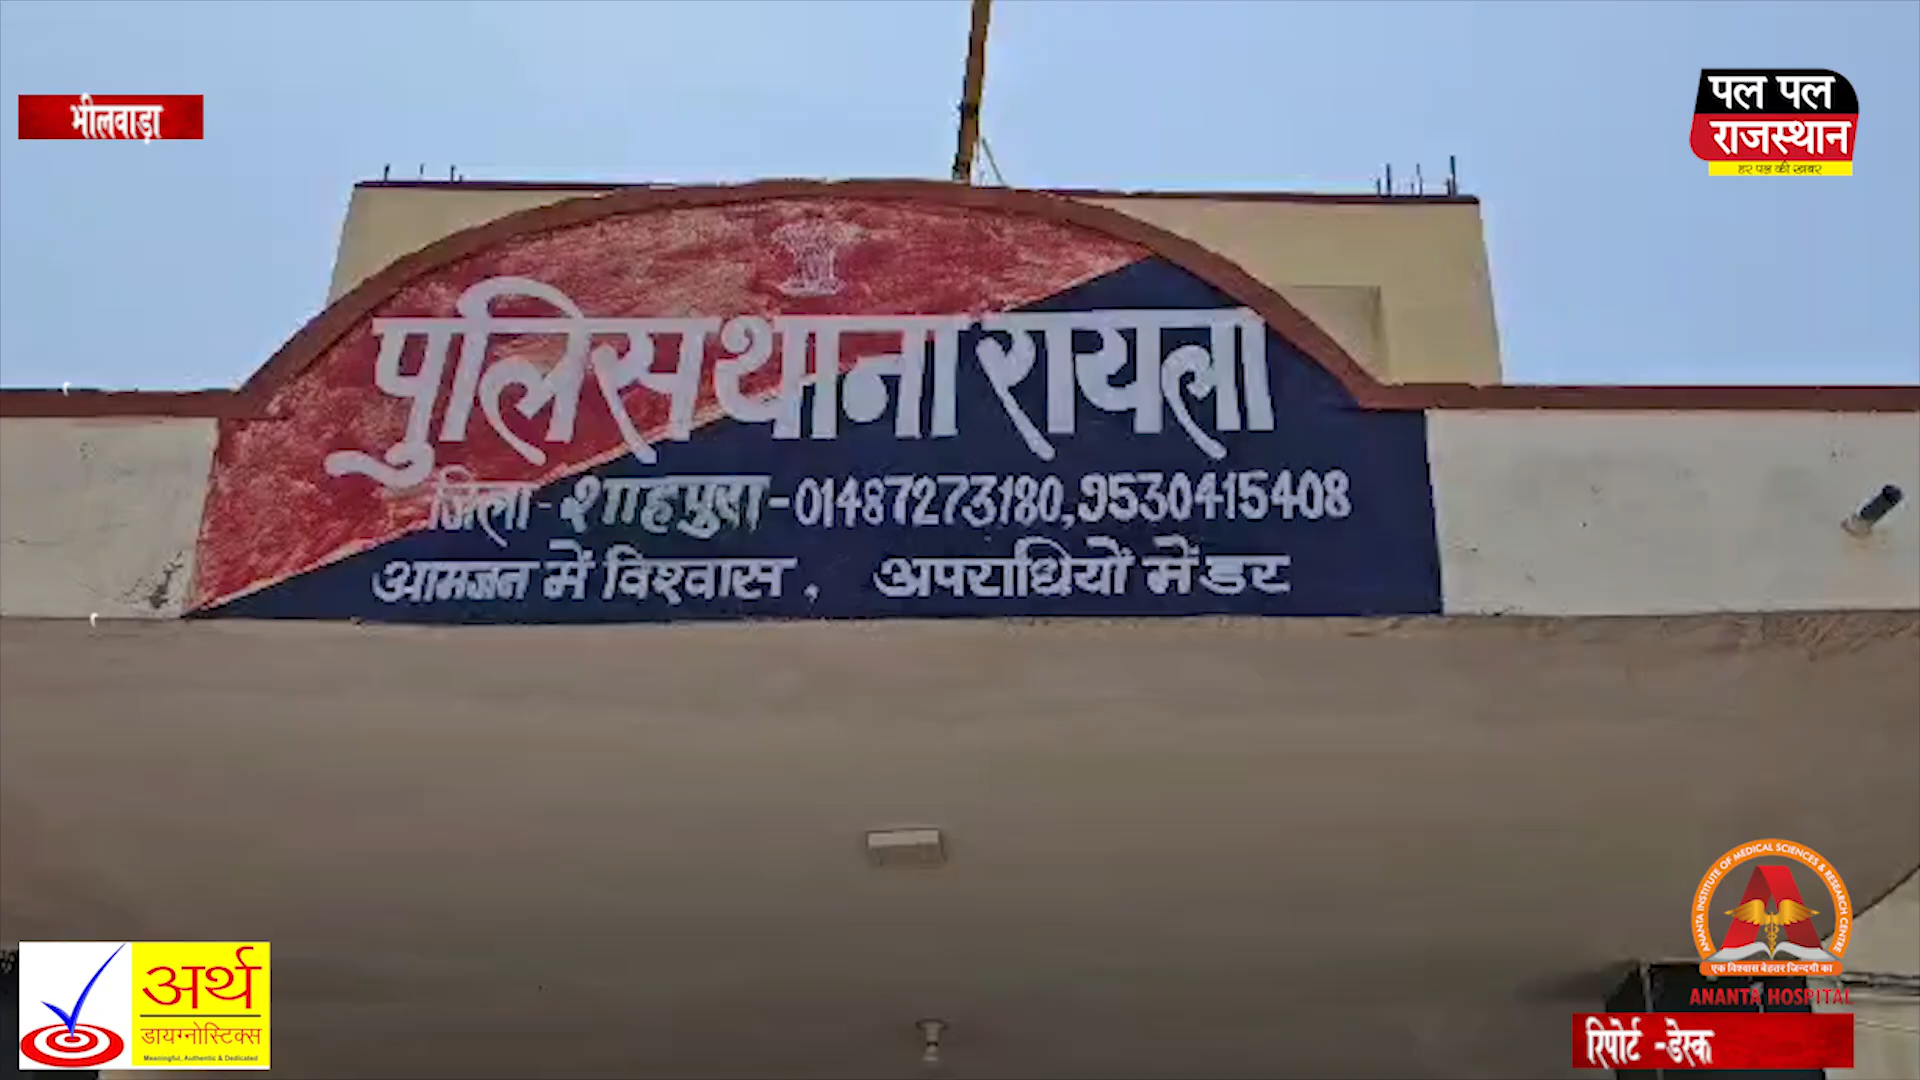 भीलवाड़ा
पल पल
राजस्थान
हर पल की खबर
पुलिस थाना रायला
जिला-शाहपुरा-01487273180,9530415408
आमजन में विश्वास , अपराधियों में डर
ANANTA INSTITUTE OF MEDICAL SCIENCES & RESEARCH CENTRE
एक विश्वास बेहतर जिन्दगी का
ANANTA HOSPITAL
अर्थ
डायग्नोस्टिक्स
Meaningful, Authentic & Dedicated
रिपोर्ट -डेस्क